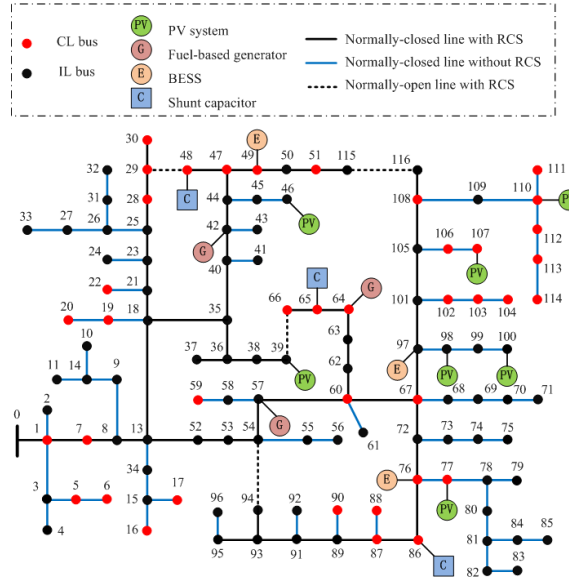 CL bus
IL bus
PV PV system
G Fuel-based generator
E BESS
C Shunt capacitor
Normally-closed line with RCS
Normally-closed line without RCS
Normally-open line with RCS
30 E
32 29 48 47 49 50 51 115 116 111
31 28 C 44 45 46 108 109 110 PV
33 27 26 25 42 43 PV 106 107 112
24 23 G 41 105 PV 113
22 21 40 C G 101
20 19 18 35 66 65 64 102 103 104 114
10 63 97 98 99 100
11 14 9 37 36 38 39 62 E PV PV
PV 59 58 57 60 67 68 69 70 71
0 2 G 61 72 73 74 75
1 7 8 13 52 53 54 55 56
34 76 77 78 79
3 5 6 15 17 96 94 92 90 88 E PV 80
4 16 81 84 85
95 93 91 89 87 86 C 82 83